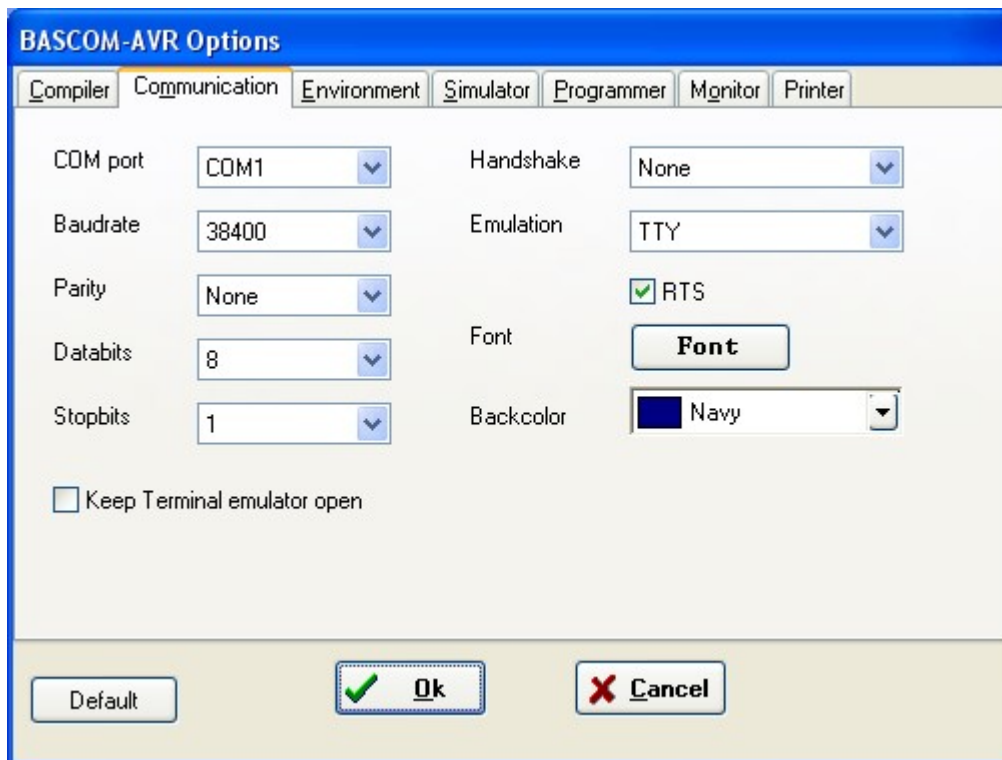 BASCOM-AVR Options
Compiler Communication Environment Simulator Programmer Monitor Printer
COM port COM1 Handshake None
Baudrate 38400 Emulation TTY
Parity None RTS
Databits 8 Font Font
Stopbits 1 Backcolor Navy
Keep Terminal emulator open
Default Ok Cancel